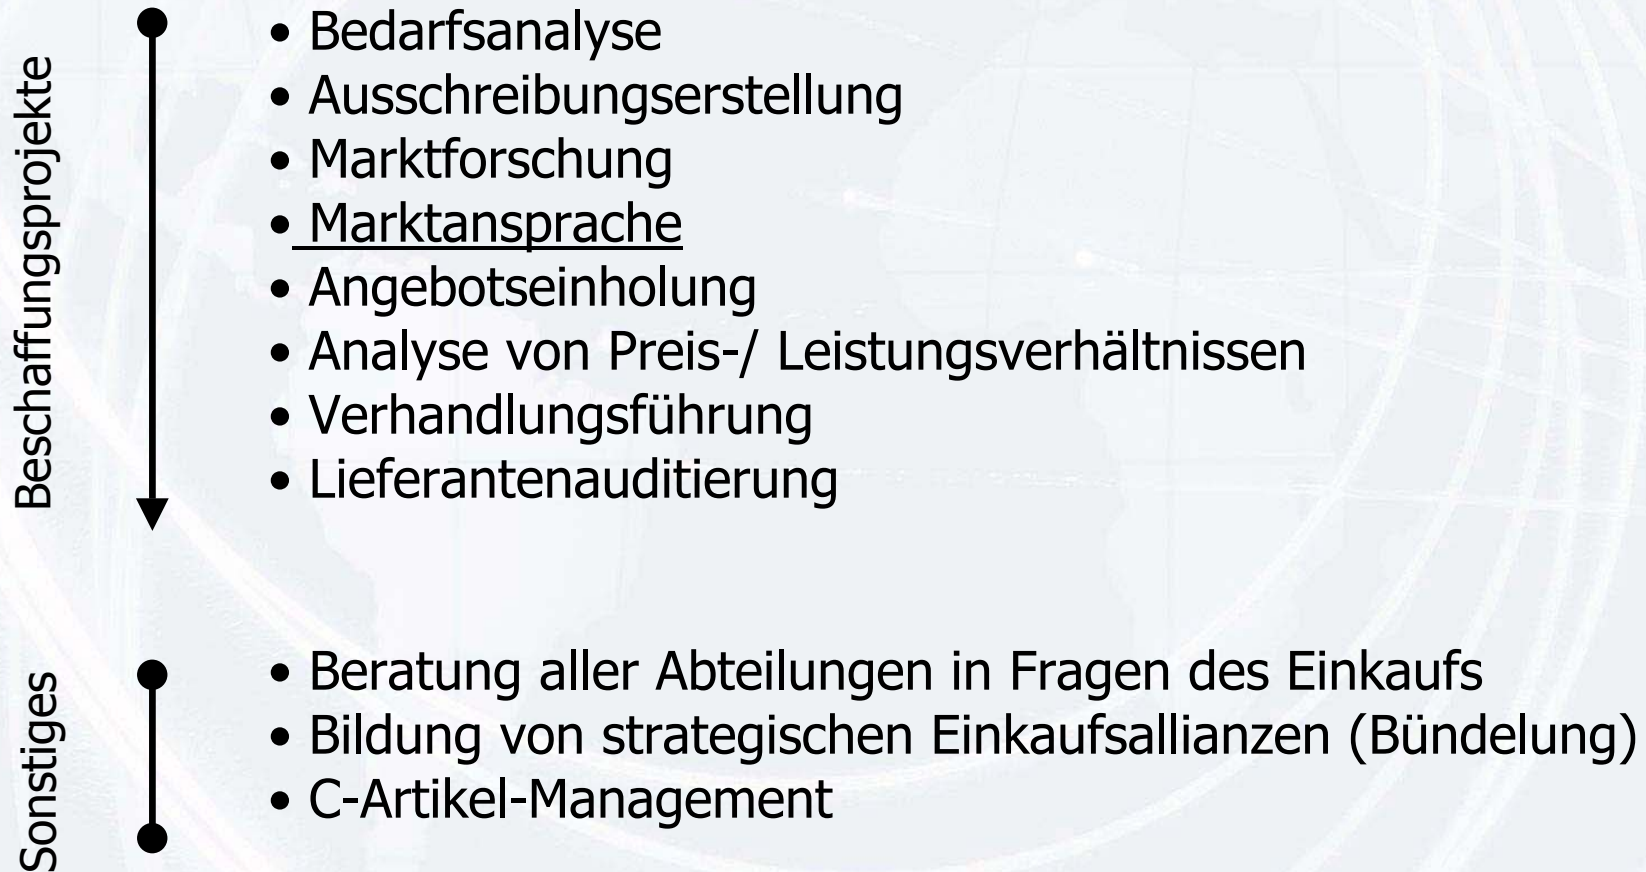 Beschaffungsprojekte
• Bedarfsanalyse
• Ausschreibungserstellung
• Marktforschung
• Marktansprache
• Angebotseinholung
• Analyse von Preis-/ Leistungsverhältnissen
• Verhandlungsführung
• Lieferantenauditierung
Sonstiges
• Beratung aller Abteilungen in Fragen des Einkaufs
• Bildung von strategischen Einkaufsallianzen (Bündelung)
• C-Artikel-Management